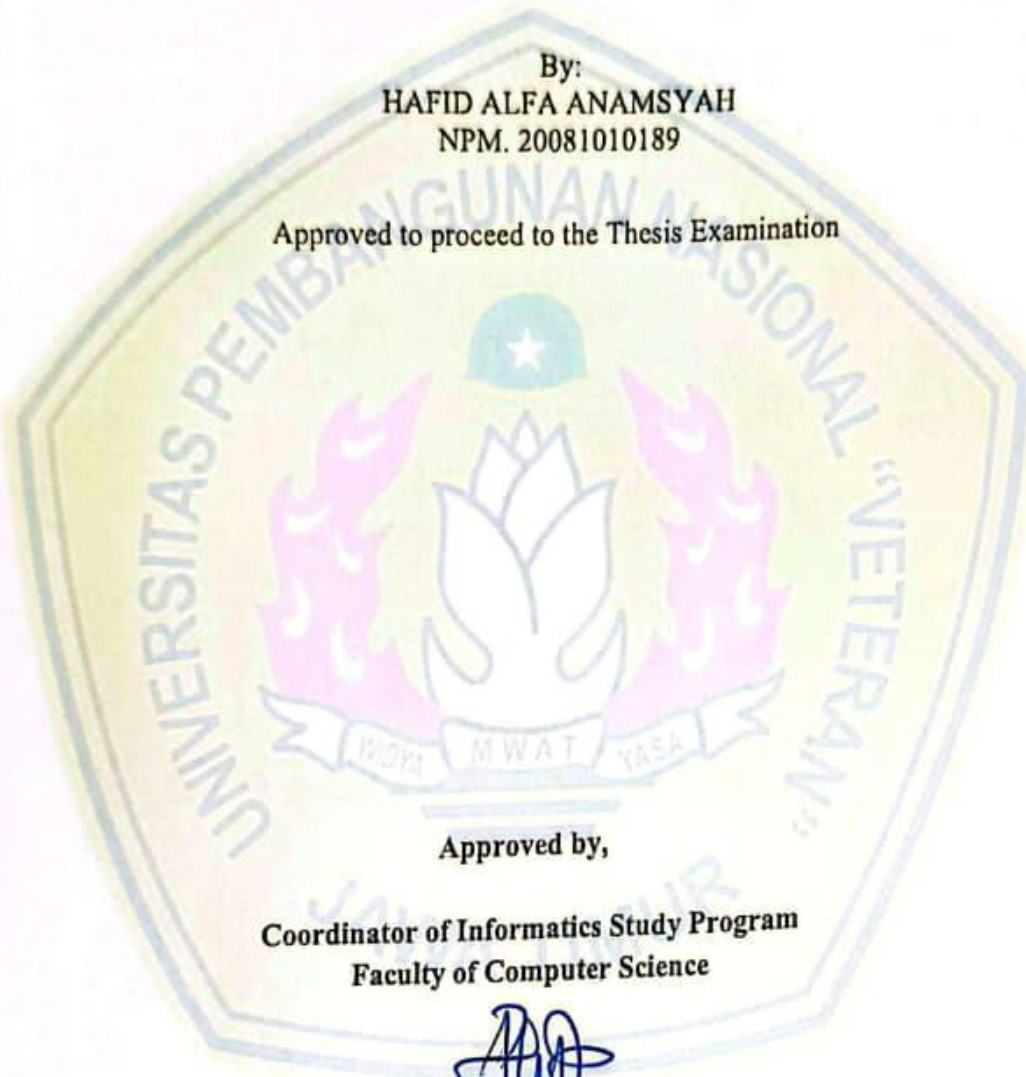 By:
HAFID ALFA ANAMSYAH
NPM. 20081010189
Approved to proceed to the Thesis Examination
UNIVERSITAS PEMBANGUNAN NASIONAL "VETERAN"
WIDYA MWAT YASA
JAWA TIMUR
Approved by,
Coordinator of Informatics Study Program
Faculty of Computer Science